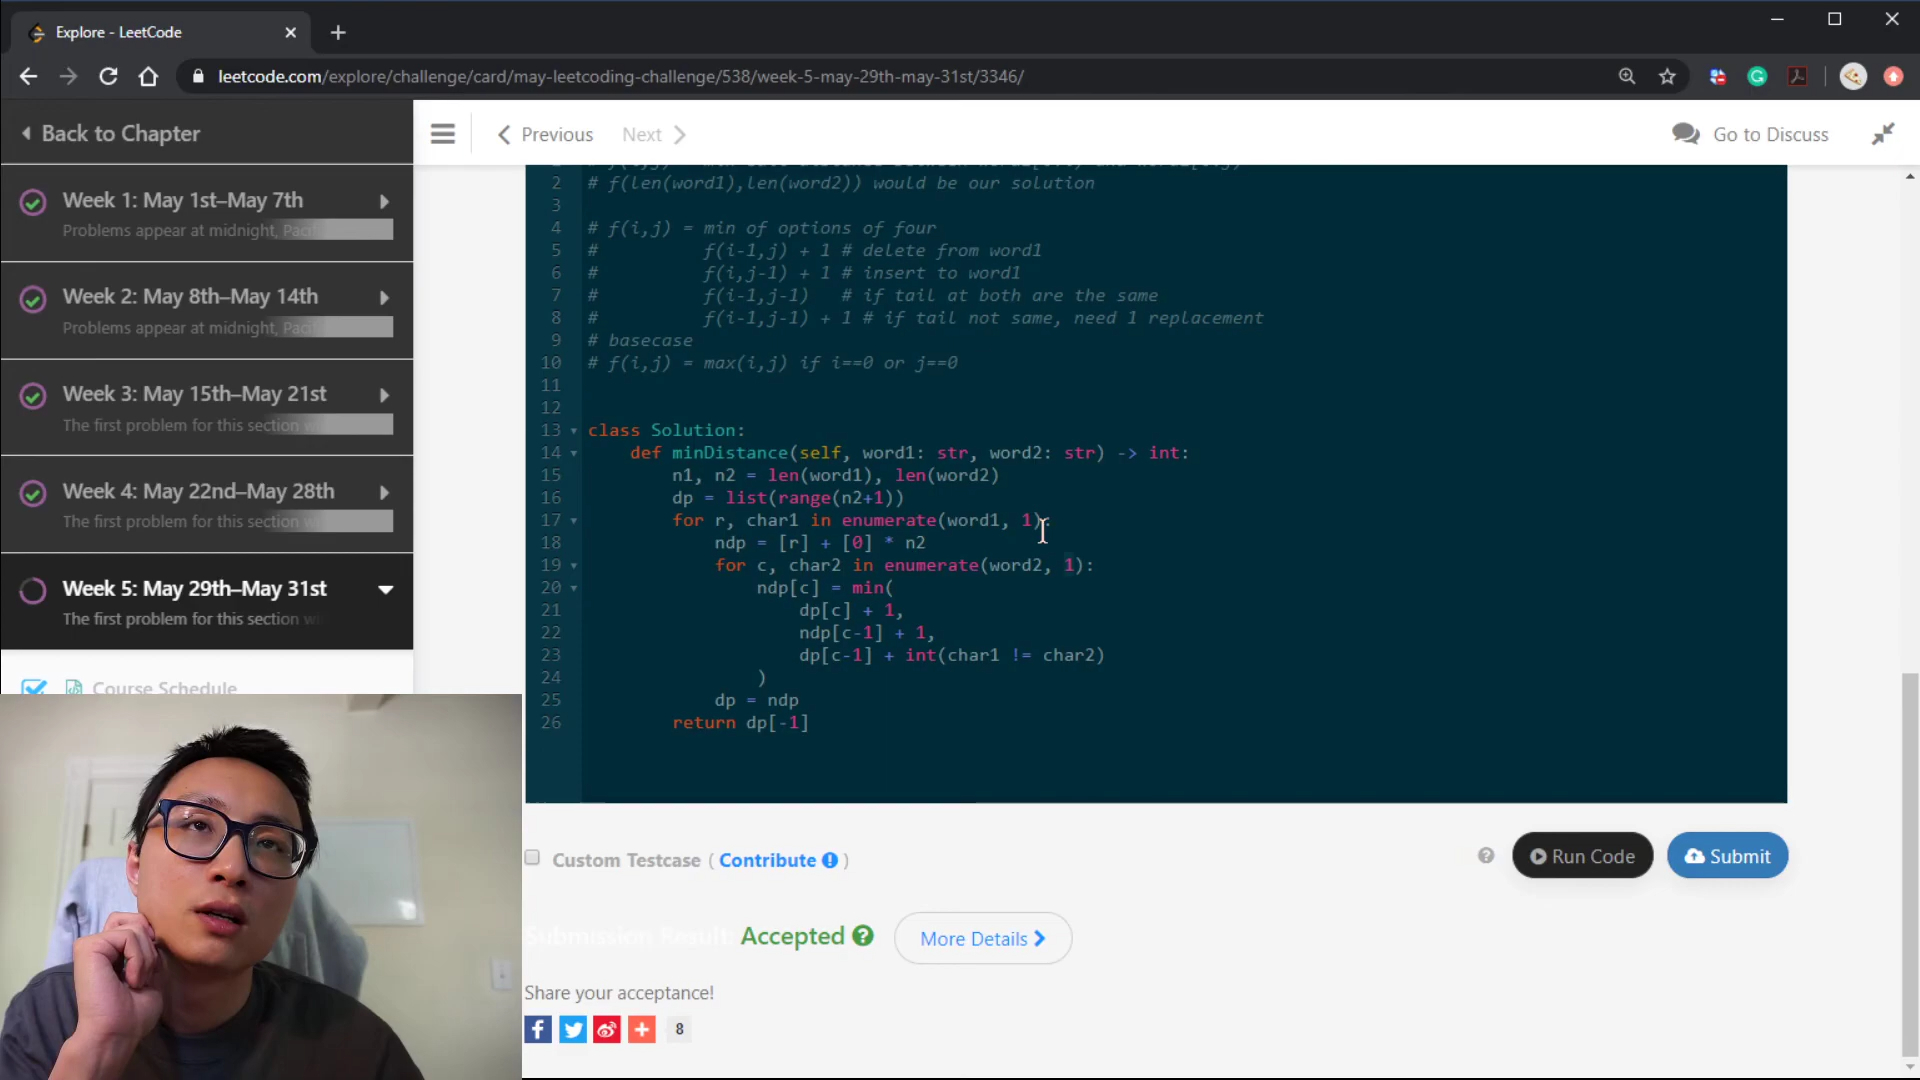 Explore - LeetCode
leetcode.com/explore/challenge/card/may-leetcoding-challenge/538/week-5-may-29th-may-31st/3346/
Back to Chapter
Previous
Next
Go to Discuss
Week 1: May 1st–May 7th
Problems appear at midnight, Pacif
Week 2: May 8th–May 14th
Problems appear at midnight, Pacif
Week 3: May 15th–May 21st
The first problem for this section
Week 4: May 22nd–May 28th
The first problem for this section
Week 5: May 29th–May 31st
The first problem for this section
Course Schedule
2 # f(len(word1),len(word2)) would be our solution
3
4 # f(i,j) = min of options of four
5 # f(i-1,j) + 1 # delete from word1
6 # f(i,j-1) + 1 # insert to word1
7 # f(i-1,j-1) # if tail at both are the same
8 # f(i-1,j-1) + 1 # if tail not same, need 1 replacement
9 # basecase
10 # f(i,j) = max(i,j) if i==0 or j==0
11
12
13 class Solution:
14 def minDistance(self, word1: str, word2: str) -> int:
15 n1, n2 = len(word1), len(word2)
16 dp = list(range(n2+1))
17 for r, char1 in enumerate(word1, 1):
18 ndp = [r] + [0] * n2
19 for c, char2 in enumerate(word2, 1):
20 ndp[c] = min(
21 dp[c] + 1,
22 ndp[c-1] + 1,
23 dp[c-1] + int(char1 != char2)
24 )
25 dp = ndp
26 return dp[-1]
Custom Testcase ( Contribute )
Run Code
Submit
Submission Result: Accepted
More Details
Share your acceptance!
8